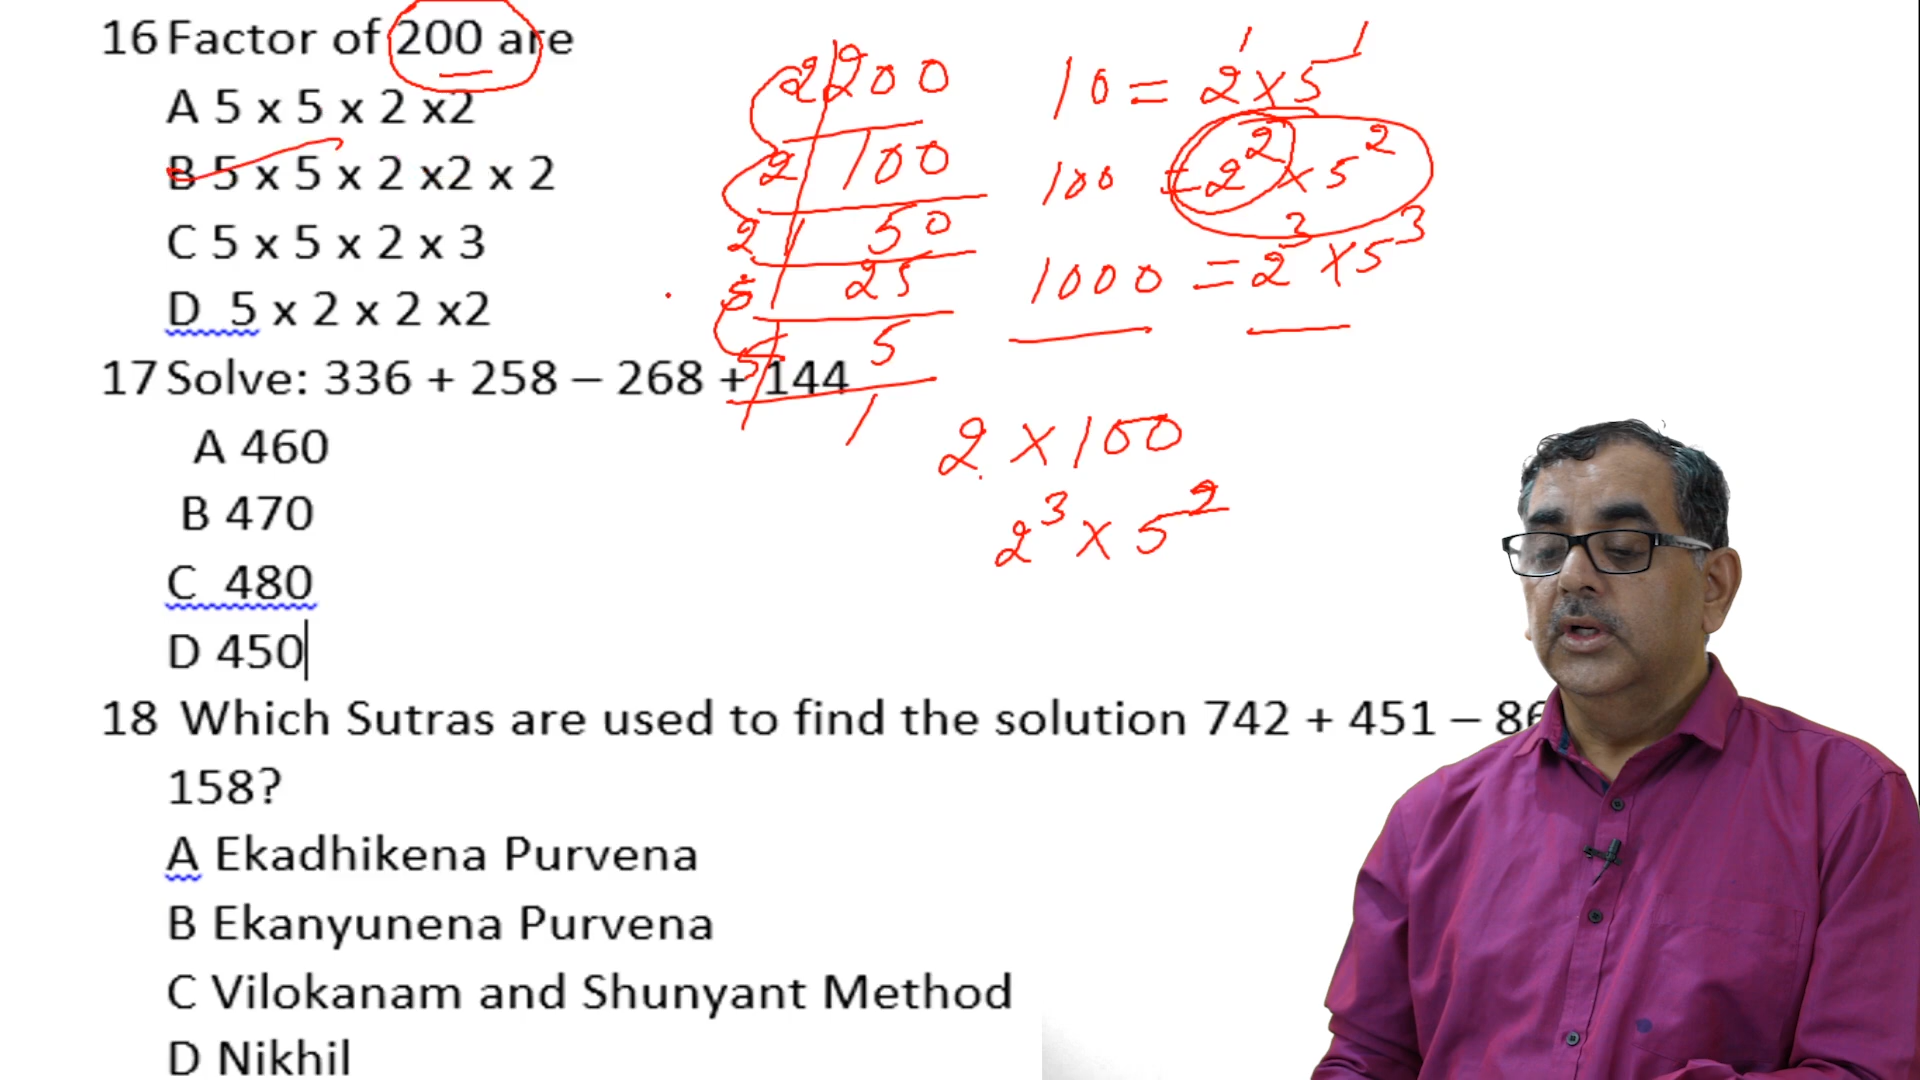 16 Factor of 200 are
A 5 x 5 x 2 x2
B 5 x 5 x 2 x2 x 2
C 5 x 5 x 2 x 3
D 5 x 2 x 2 x2
2 200
2 100
2 50
5 25
5 5
1
10 = 2¹ x 5¹
100 = 2² x 5²
1000 = 2³ x 5³
17 Solve: 336 + 258 – 268 + 144
A 460
B 470
C 480
D 450
2 x 100
2³ x 5²
18 Which Sutras are used to find the solution 742 + 451 – 86
158?
A Ekadhikena Purvena
B Ekanyunena Purvena
C Vilokanam and Shunyant Method
D Nikhil